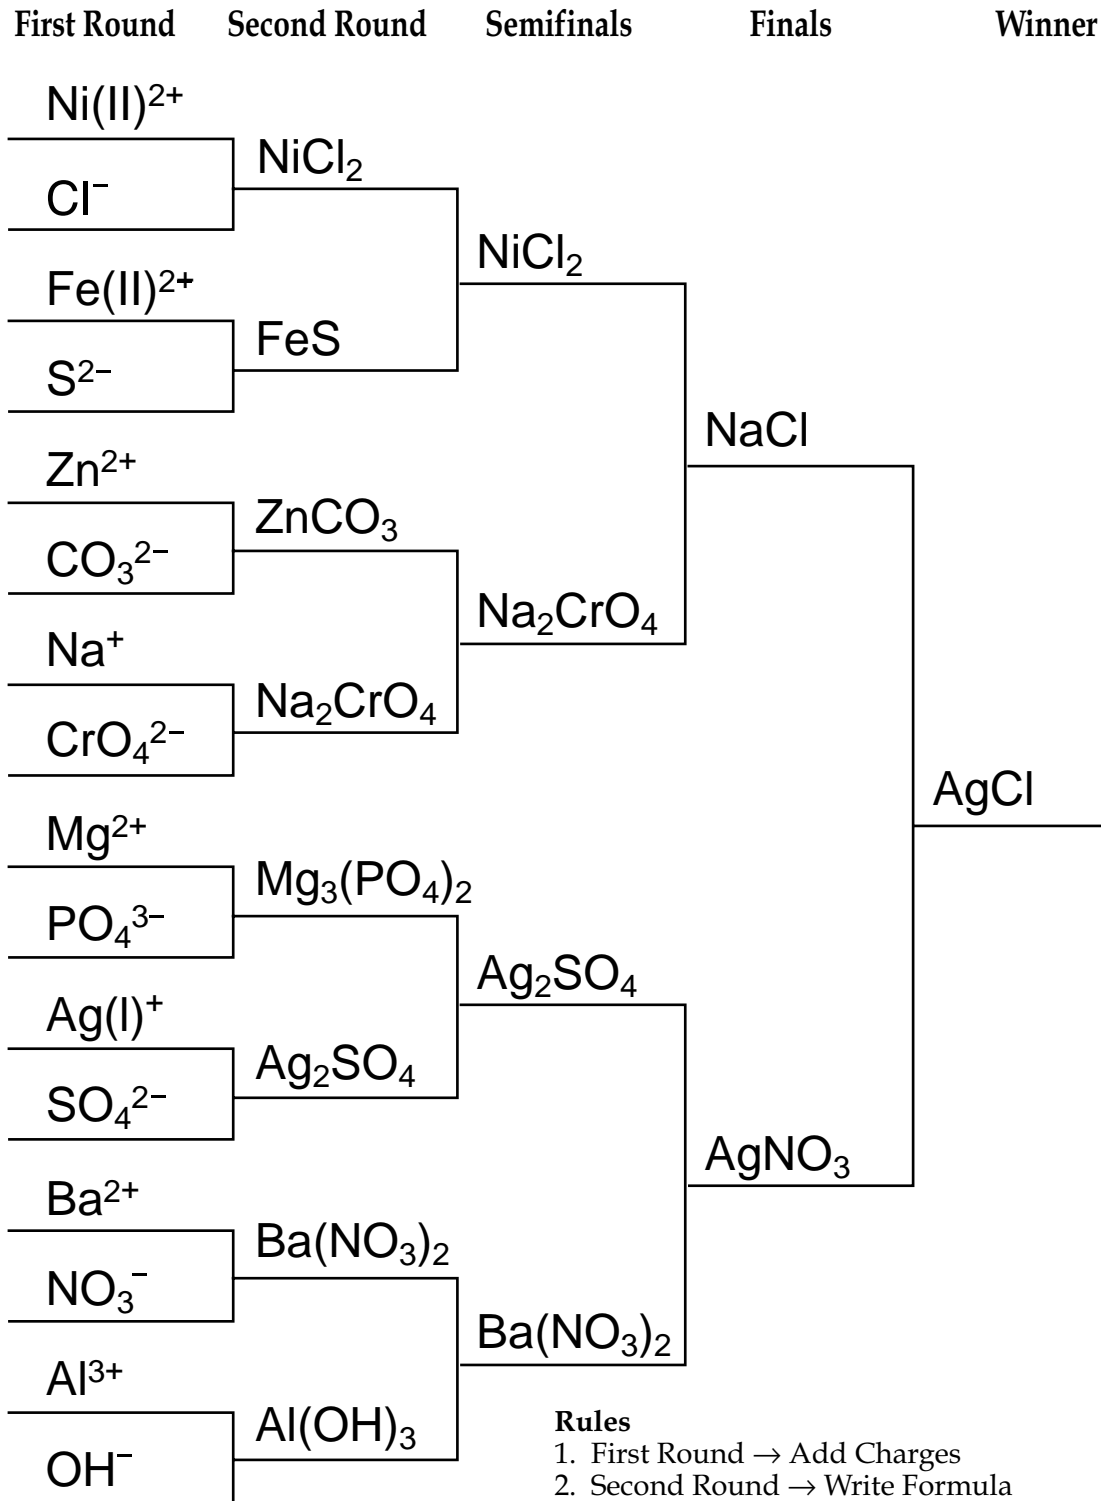 First Round Second Round Semifinals Finals Winner
Ni(II)²⁺
NiCl₂
Cl⁻
NiCl₂
Fe(II)²⁺
FeS
S²⁻
NaCl
Zn²⁺
ZnCO₃
CO₃²⁻
Na₂CrO₄
Na⁺
Na₂CrO₄
CrO₄²⁻
AgCl
Mg²⁺
Mg₃(PO₄)₂
PO₄³⁻
Ag₂SO₄
Ag(I)⁺
Ag₂SO₄
SO₄²⁻
AgNO₃
Ba²⁺
Ba(NO₃)₂
NO₃⁻
Ba(NO₃)₂
Al³⁺
Al(OH)₃
OH⁻
Rules
1. First Round → Add Charges
2. Second Round → Write Formula